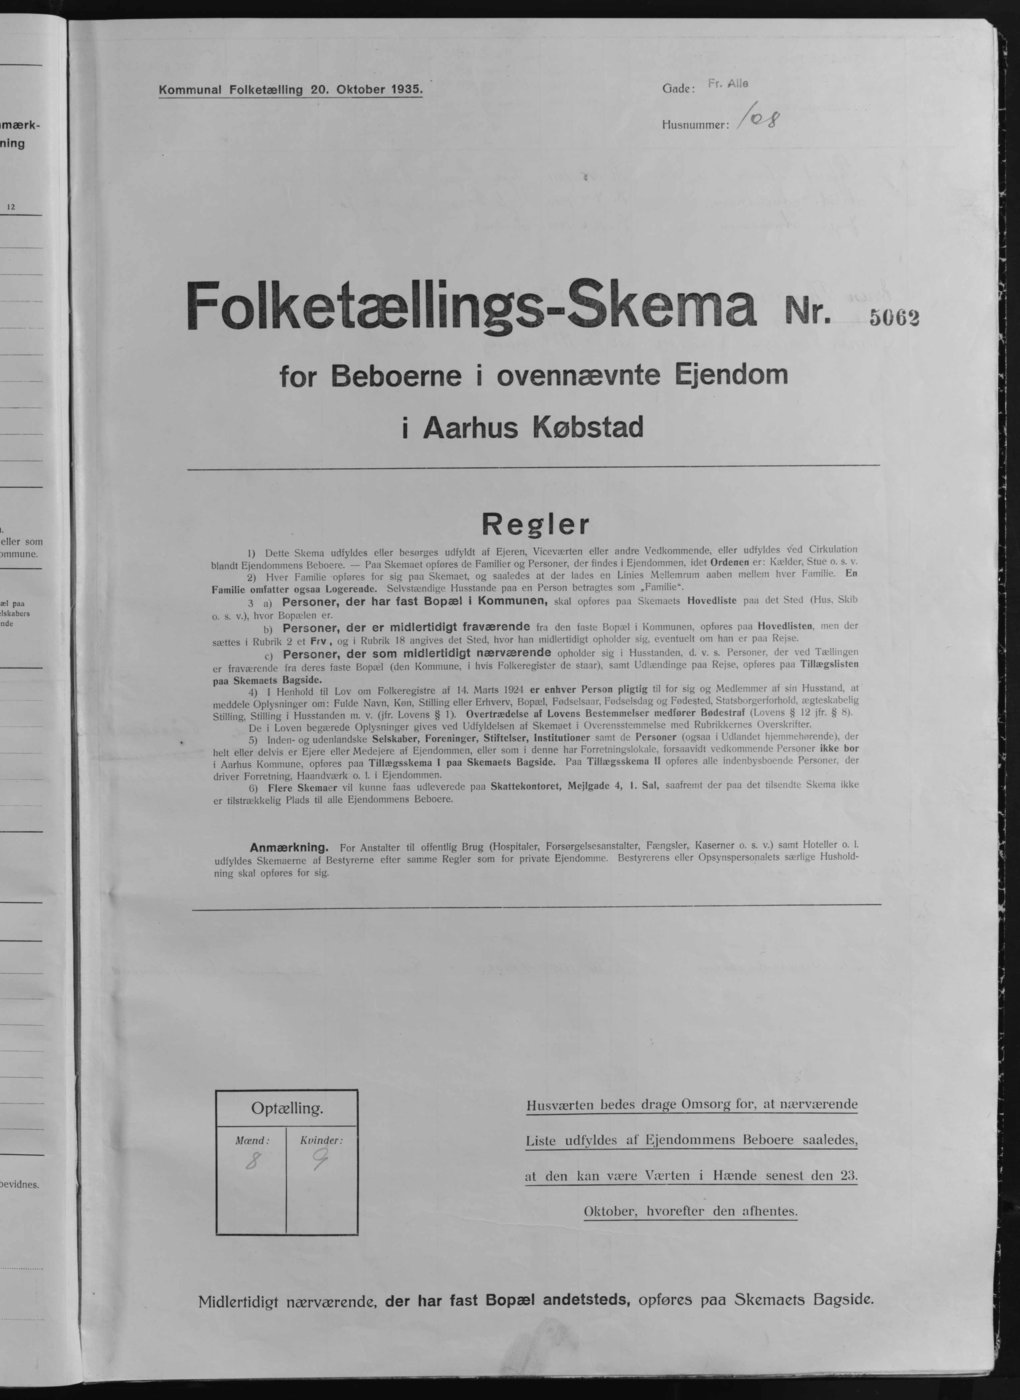 mærk-
ning
12
eller som
ommune.
æl paa
elskabers
nde
bevidnes.
Kommunal Folketælling 20. Oktober 1935.
Gade: Fr. Alle
Husnummer: 108
Folketællings-Skema Nr. 5062
for Beboerne i ovennævnte Ejendom
i Aarhus Købstad
Regler
1) Dette Skema udfyldes eller besørges udfyldt af Ejeren, Viceværten eller andre Vedkommende, eller udfyldes ved Cirkulation
blandt Ejendommens Beboere. — Paa Skemaet opføres de Familier og Personer, der findes i Ejendommen, idet Ordenen er: Kælder, Stue o. s. v.
2) Hver Familie opføres for sig paa Skemaet, og saaledes at der lades en Linies Mellemrum aaben mellem hver Familie. En
Familie omfatter ogsaa Logerende. Selvstændige Husstande paa en Person betragtes som „Familie“.
3 a) Personer, der har fast Bopæl i Kommunen, skal opføres paa Skemaets Hovedliste paa det Sted (Hus, Skib
o. s. v.), hvor Bopælen er.
b) Personer, der er midlertidigt fraværende fra den faste Bopæl i Kommunen, opføres paa Hovedlisten, men der
sættes i Rubrik 2 et Frv., og i Rubrik 18 angives det Sted, hvor han midlertidigt opholder sig, eventuelt om han er paa Rejse.
c) Personer, der som midlertidigt nærværende opholder sig i Husstanden, d. v. s. Personer, der ved Tællingen
er fraværende fra deres faste Bopæl (den Kommune, i hvis Folkeregister de staar), samt Udlændinge paa Rejse, opføres paa Tillægslisten
paa Skemaets Bagside.
4) I Henhold til Lov om Folkeregistre af 14. Marts 1924 er enhver Person pligtig til for sig og Medlemmer af sin Husstand, at
meddele Oplysninger om: Fulde Navn, Køn, Stilling eller Erhverv, Bopæl, Fødselsaar, Fødselsdag og Fødested, Statsborgerforhold, ægteskabelig
Stilling, Stilling i Husstanden m. v. (jfr. Lovens § 1). Overtrædelse af Lovens Bestemmelser medfører Bødestraf (Lovens § 12 jfr. § 8).
De i Loven begærede Oplysninger gives ved Udfyldelsen af Skemaet i Overensstemmelse med Rubrikkernes Overskrifter.
5) Inden- og udenlandske Selskaber, Foreninger, Stiftelser, Institutioner samt de Personer (ogsaa i Udlandet hjemmehørende), der
helt eller delvis er Ejere eller Medejere af Ejendommen, eller som i denne har Forretningslokale, forsaavidt vedkommende Personer ikke bor
i Aarhus Kommune, opføres paa Tillægsskema I paa Skemaets Bagside. Paa Tillægsskema II opføres alle indenbysboende Personer, der
driver Forretning, Haandværk o. l. i Ejendommen.
6) Flere Skemaer vil kunne faas udleverede paa Skattekontoret, Mejlgade 4, 1. Sal, saafremt der paa det tilsendte Skema ikke
er tilstrækkelig Plads til alle Ejendommens Beboere.
Anmærkning. For Anstalter til offentlig Brug (Hospitaler, Forsørgelsesanstalter, Fængsler, Kaserner o. s. v.) samt Hoteller o. l.
udfyldes Skemaerne af Bestyrerne efter samme Regler som for private Ejendomme. Bestyrerens eller Opsynspersonalets særlige Hushold-
ning skal opføres for sig.
Optælling.
Mænd: Kvinder:
8 9
Husværten bedes drage Omsorg for, at nærværende
Liste udfyldes af Ejendommens Beboere saaledes,
at den kan være Værten i Hænde senest den 23.
Oktober, hvorefter den afhentes.
Midlertidigt nærværende, der har fast Bopæl andetsteds, opføres paa Skemaets Bagside.